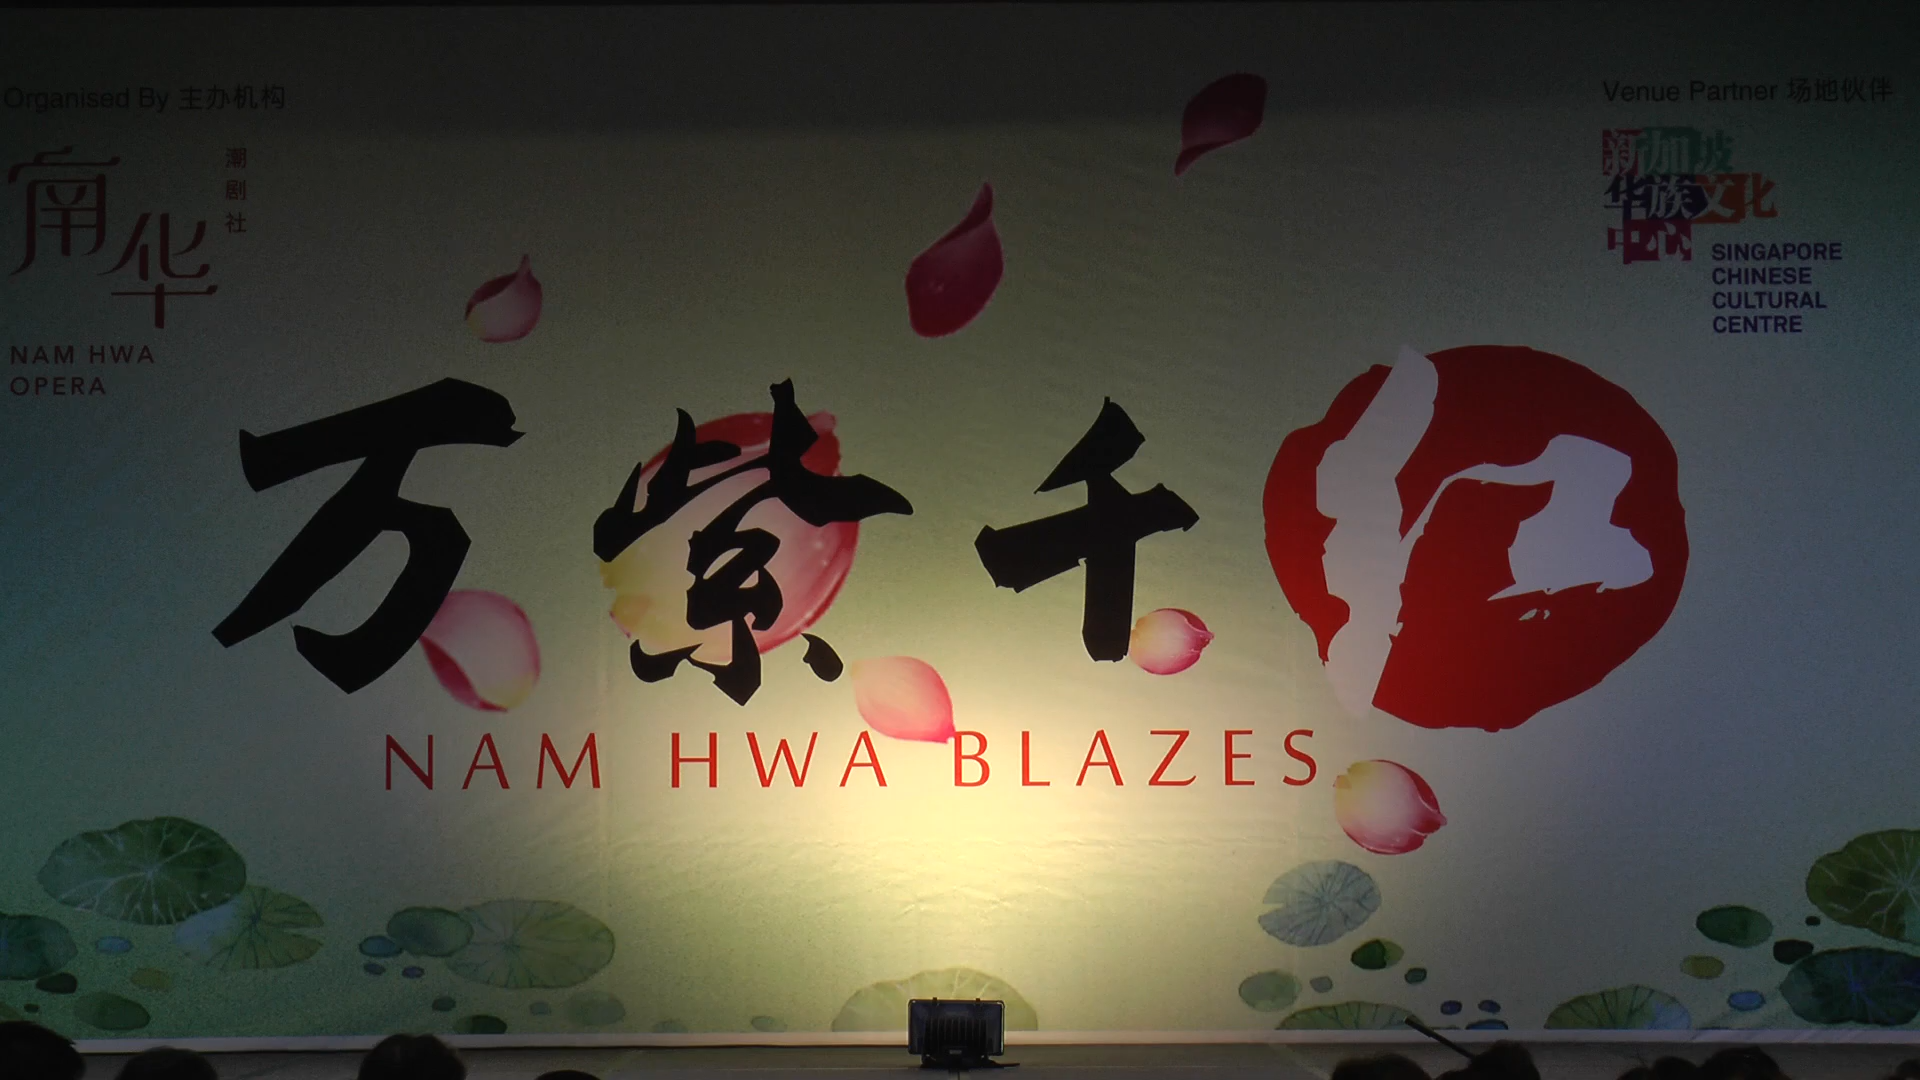 Organised By 主办机构
南华
潮剧社
NAM HWA
OPERA
Venue Partner 场地伙伴
新加坡
华族文化
中心
SINGAPORE
CHINESE
CULTURAL
CENTRE
万紫千红
NAM HWA BLAZES